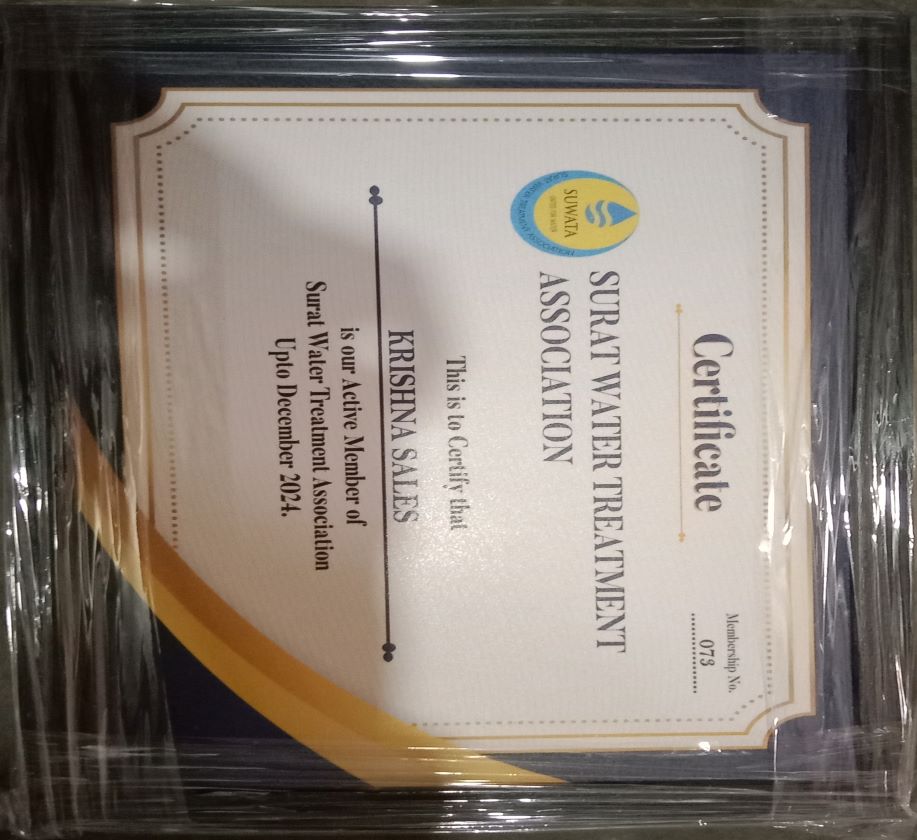 Certificate
Membership No.
073
SUWATA
UNITED FOR WATER
SURAT WATER TREATMENT ASSOCIATION
SURAT WATER TREATMENT
ASSOCIATION
This is to Certify that
KRISHNA SALES
is our Active Member of
Surat Water Treatment Association
Upto December 2024.